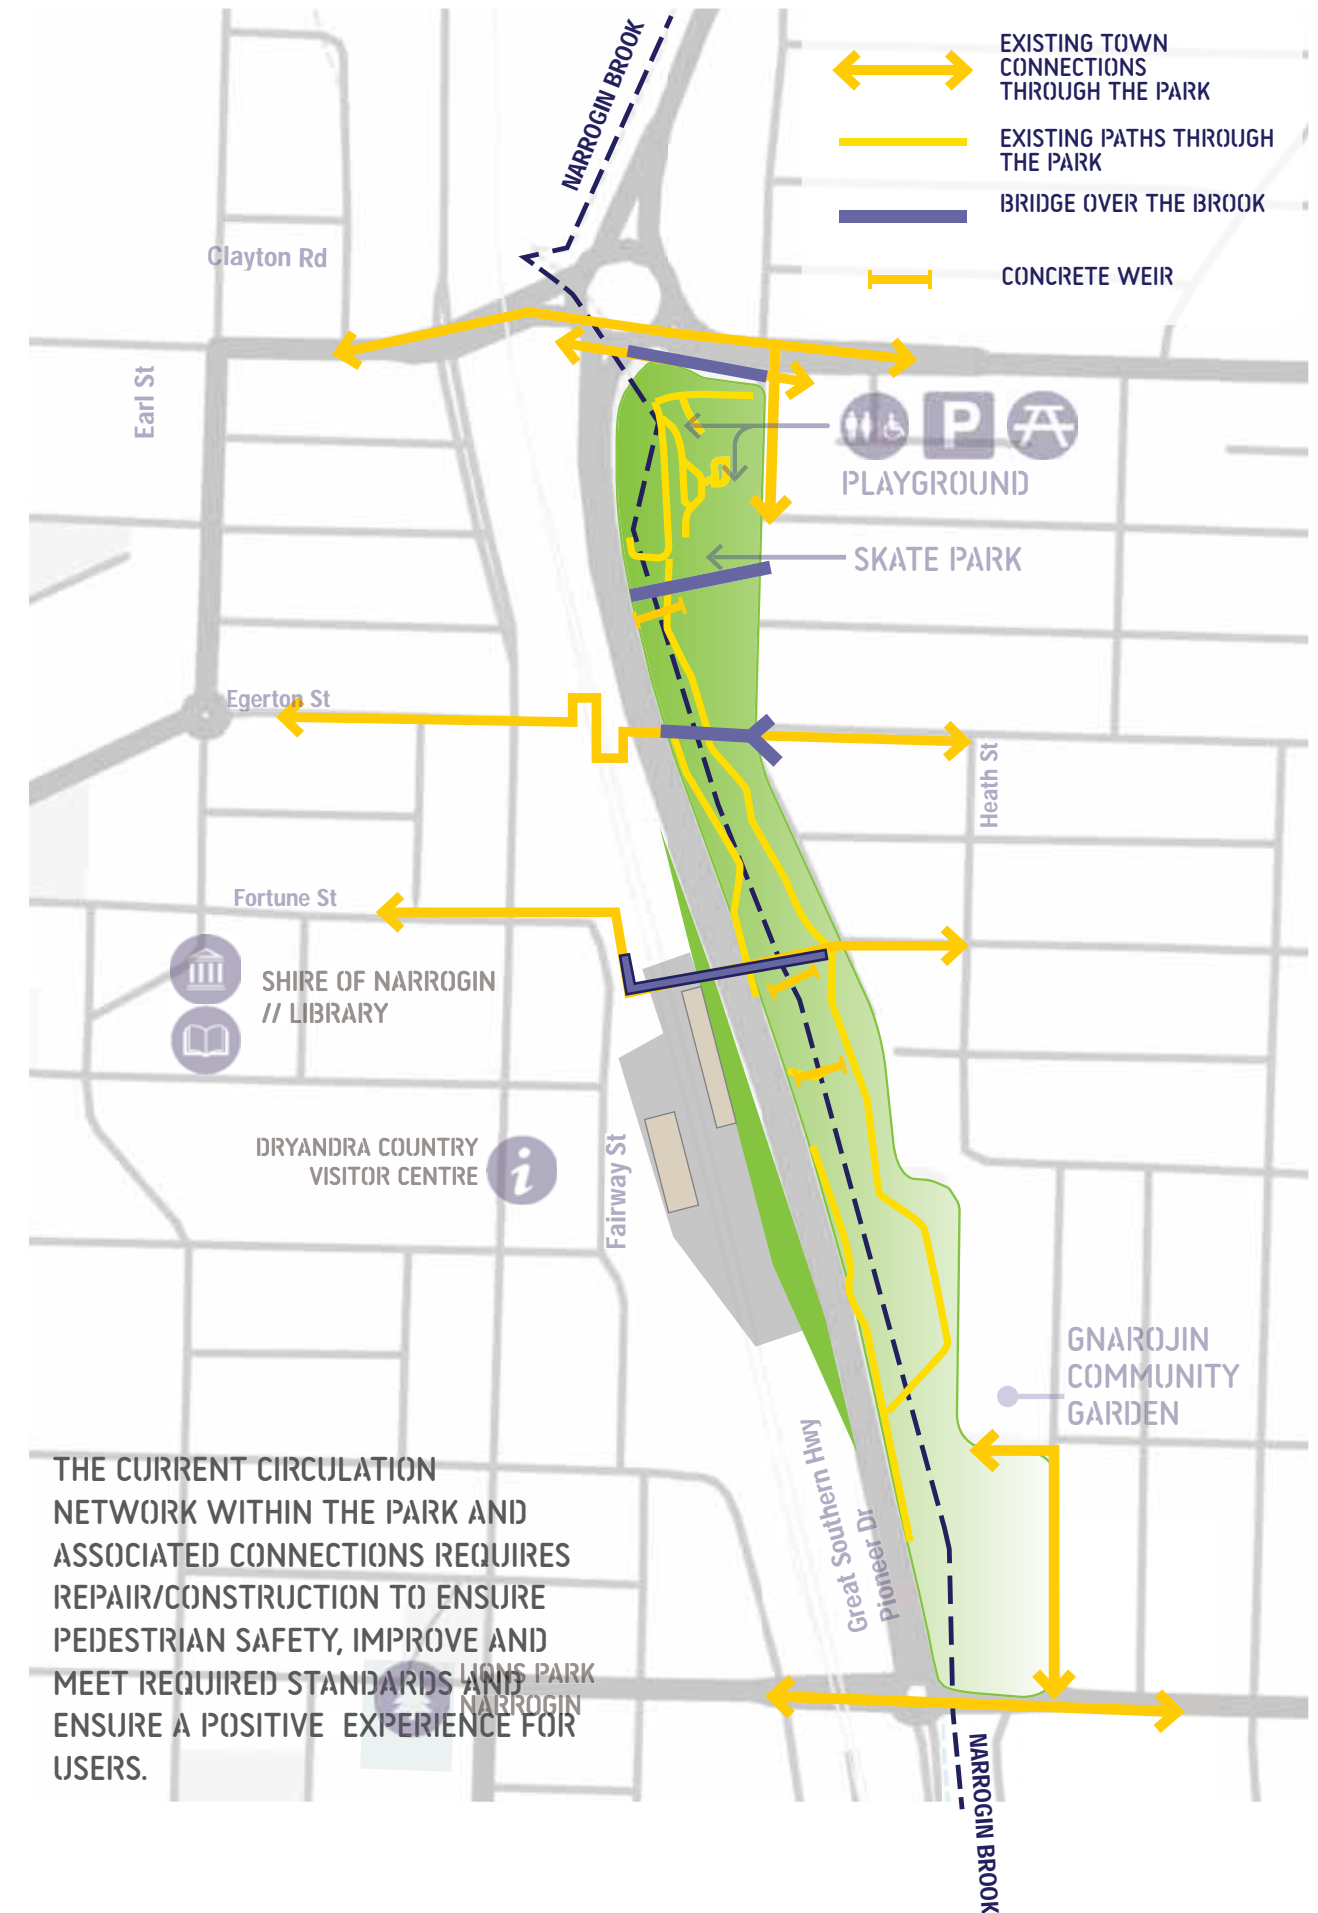 NARROGIN BROOK
EXISTING TOWN
CONNECTIONS
THROUGH THE PARK
EXISTING PATHS THROUGH
THE PARK
BRIDGE OVER THE BROOK
CONCRETE WEIR
Clayton Rd
Earl St
P
PLAYGROUND
SKATE PARK
Egerton St
Heath St
Fortune St
SHIRE OF NARROGIN
// LIBRARY
DRYANDRA COUNTRY
VISITOR CENTRE
i
Fairway St
GNAROJIN
COMMUNITY
GARDEN
Great Southern Hwy
Pioneer Dr
THE CURRENT CIRCULATION
NETWORK WITHIN THE PARK AND
ASSOCIATED CONNECTIONS REQUIRES
REPAIR/CONSTRUCTION TO ENSURE
PEDESTRIAN SAFETY, IMPROVE AND
MEET REQUIRED STANDARDS AND
ENSURE A POSITIVE  EXPERIENCE FOR
USERS.
LIONS PARK
NARROGIN
NARROGIN BROOK